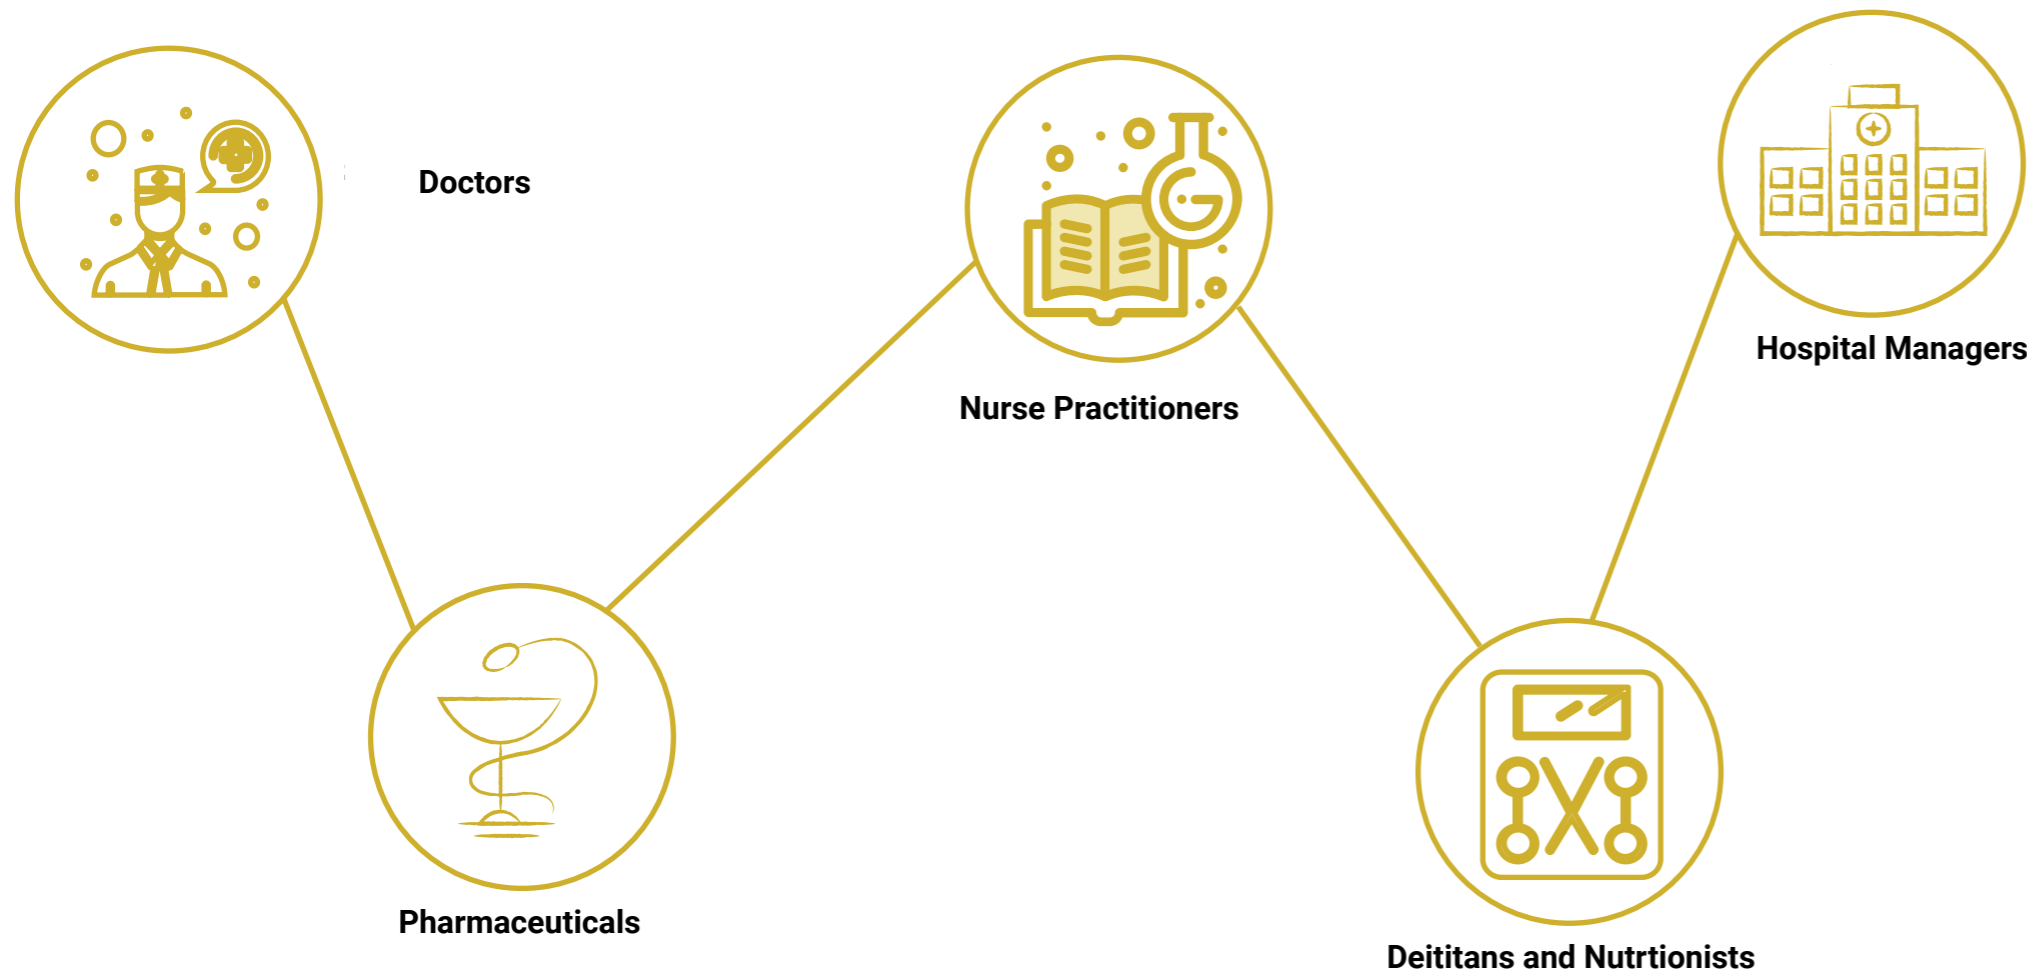 Doctors
Hospital Managers
Nurse Practitioners
Pharmaceuticals
Deititans and Nutrtionists